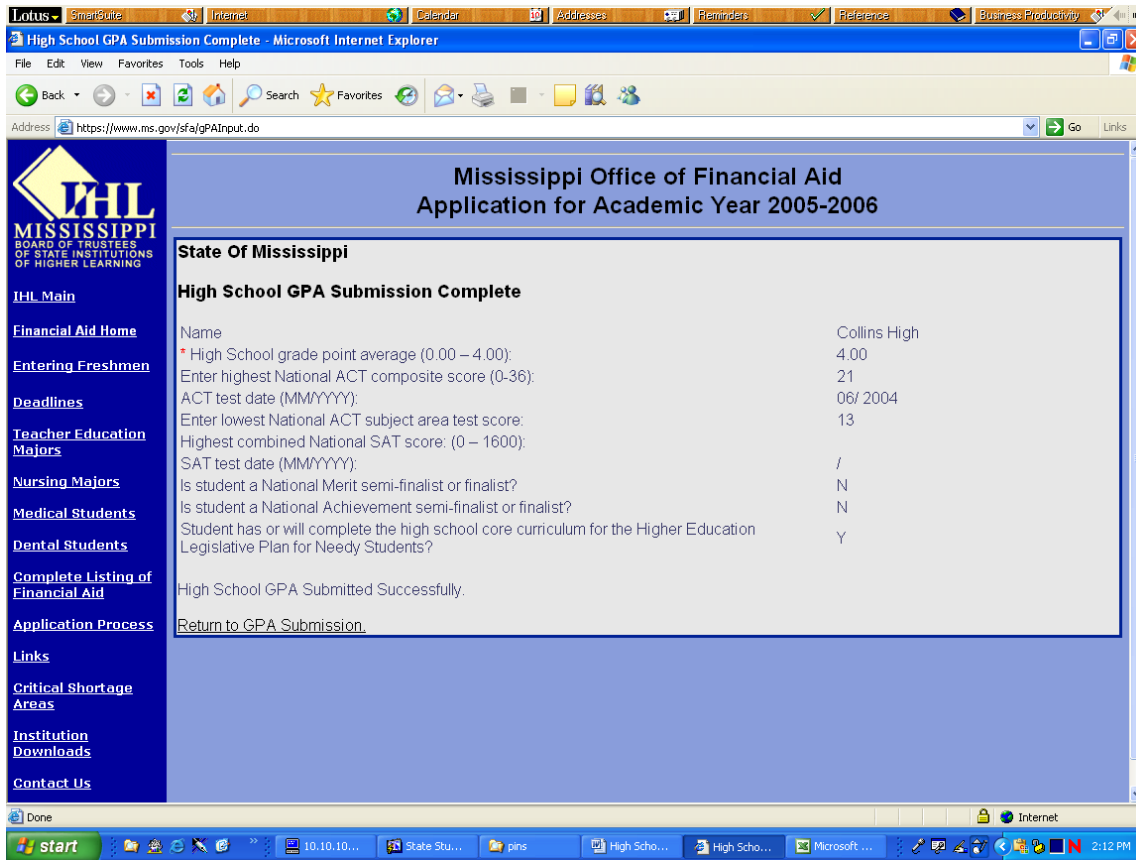 Lotus SmartSuite Internet Calendar Addresses Reminders Reference Business Productivity
High School GPA Submission Complete - Microsoft Internet Explorer
File Edit View Favorites Tools Help
Back Search Favorites
Address https://www.ms.gov/sfa/gPAInput.do Go Links
IHL
MISSISSIPPI
BOARD OF TRUSTEES
OF STATE INSTITUTIONS
OF HIGHER LEARNING
IHL Main
Financial Aid Home
Entering Freshmen
Deadlines
Teacher Education
Majors
Nursing Majors
Medical Students
Dental Students
Complete Listing of
Financial Aid
Application Process
Links
Critical Shortage
Areas
Institution
Downloads
Contact Us
Mississippi Office of Financial Aid
Application for Academic Year 2005-2006
State Of Mississippi
High School GPA Submission Complete
Name Collins High
* High School grade point average (0.00 – 4.00): 4.00
Enter highest National ACT composite score (0-36): 21
ACT test date (MM/YYYY): 06/ 2004
Enter lowest National ACT subject area test score: 13
Highest combined National SAT score: (0 – 1600):
SAT test date (MM/YYYY): /
Is student a National Merit semi-finalist or finalist? N
Is student a National Achievement semi-finalist or finalist? N
Student has or will complete the high school core curriculum for the Higher Education
Legislative Plan for Needy Students? Y
High School GPA Submitted Successfully.
Return to GPA Submission.
Done Internet
start 10.10.10... State Stu... pins High Scho... High Scho... Microsoft ... 2:12 PM